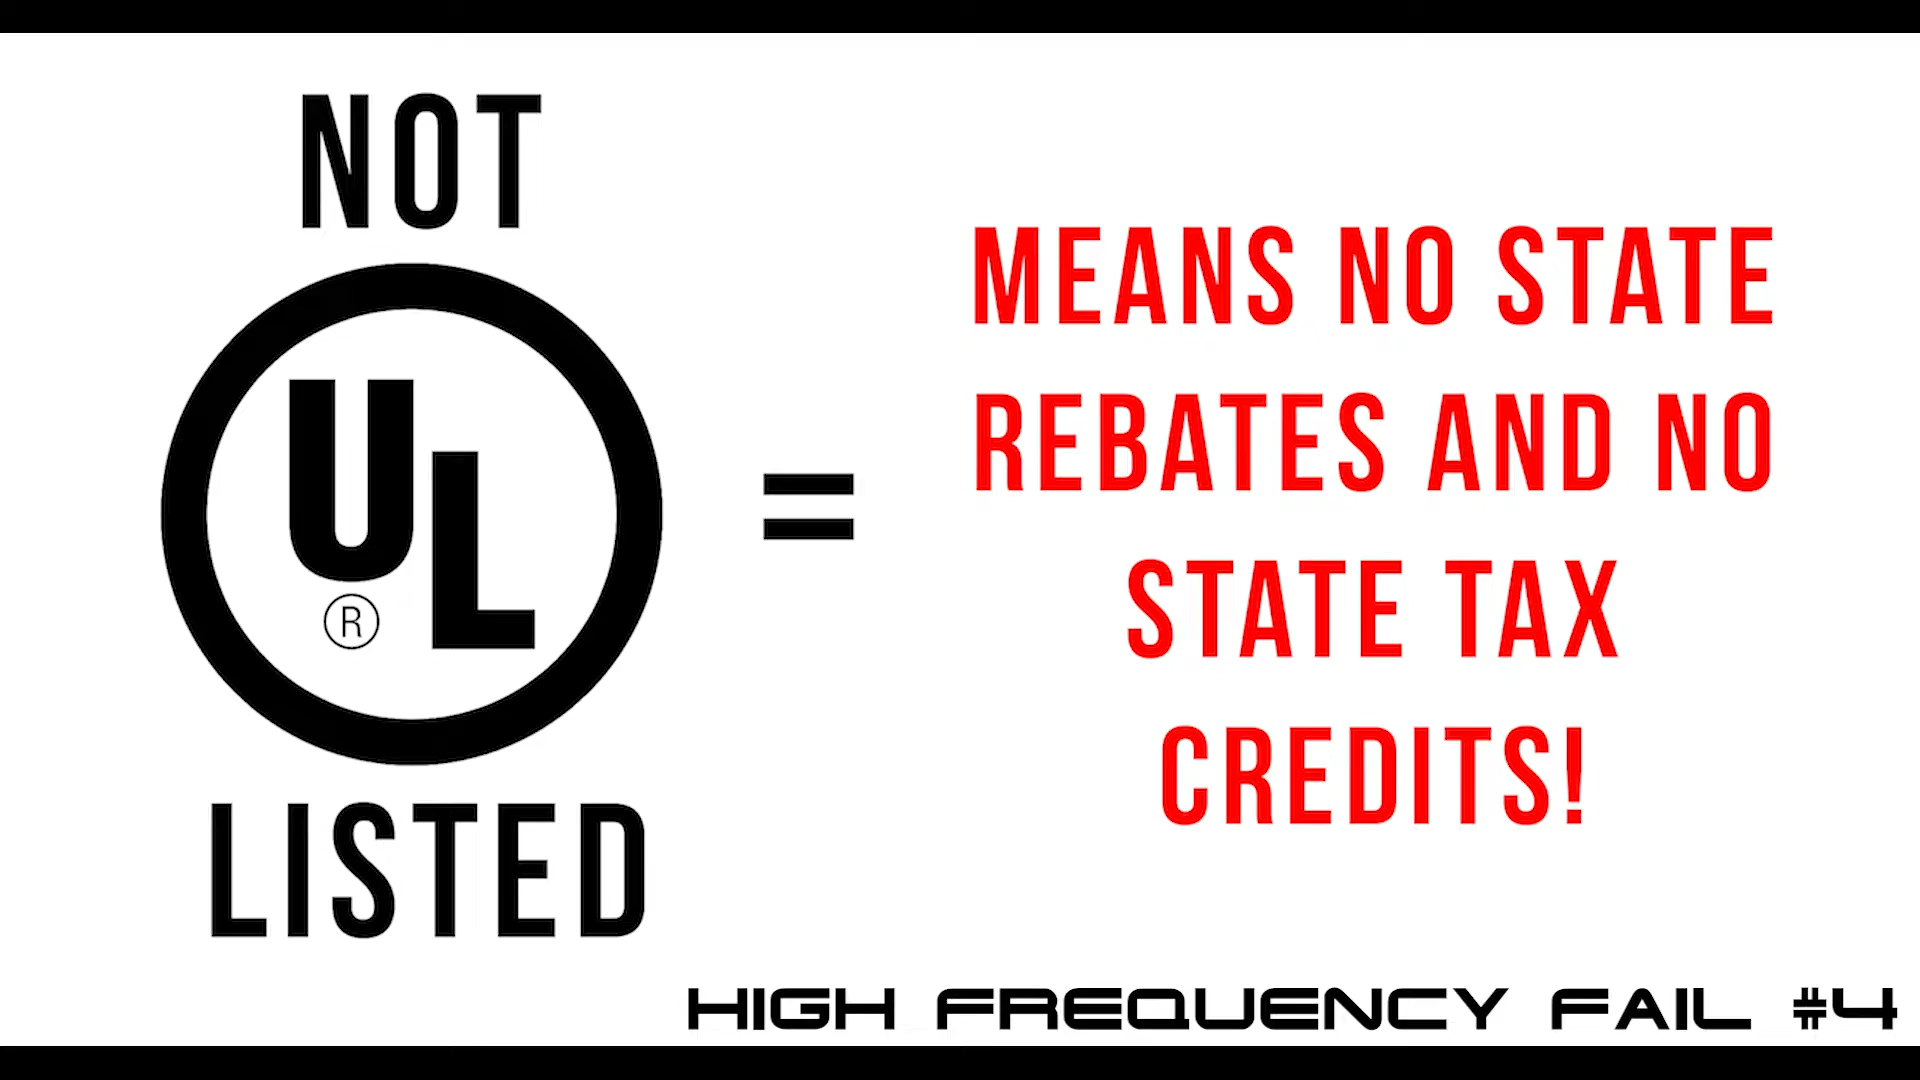 NOT
UL
®
LISTED
=
MEANS NO STATE
REBATES AND NO
STATE TAX
CREDITS!
HIGH FREQUENCY FAIL #4